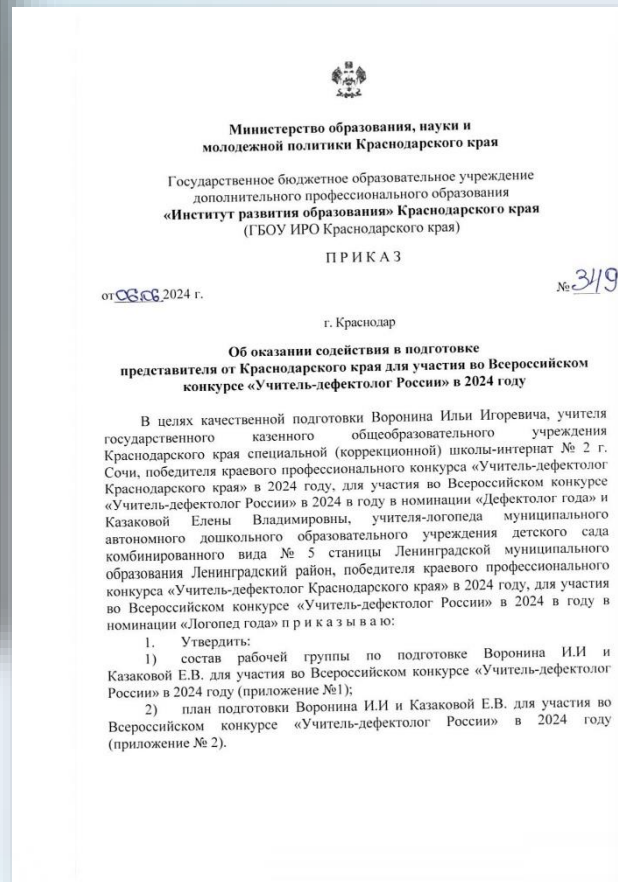 Министерство образования, науки и
молодежной политики Краснодарского края
Государственное бюджетное образовательное учреждение
дополнительного профессионального образования
«Институт развития образования» Краснодарского края
(ГБОУ ИРО Краснодарского края)
ПРИКАЗ
от 06.06.2024 г.
№ 349
г. Краснодар
Об оказании содействия в подготовке
представителя от Краснодарского края для участия во Всероссийском
конкурсе «Учитель-дефектолог России» в 2024 году
В целях качественной подготовки Воронина Ильи Игоревича, учителя
государственного казенного общеобразовательного учреждения
Краснодарского края специальной (коррекционной) школы-интернат № 2 г.
Сочи, победителя краевого профессионального конкурса «Учитель-дефектолог
Краснодарского края» в 2024 году, для участия во Всероссийском конкурсе
«Учитель-дефектолог России» в 2024 в году в номинации «Дефектолог года» и
Казаковой Елены Владимировны, учителя-логопеда муниципального
автономного дошкольного образовательного учреждения детского сада
комбинированного вида № 5 станицы Ленинградской муниципального
образования Ленинградский район, победителя краевого профессионального
конкурса «Учитель-дефектолог Краснодарского края» в 2024 году, для участия
во Всероссийском конкурсе «Учитель-дефектолог России» в 2024 в году в
номинации «Логопед года» п р и к а з ы в а ю:
1. Утвердить:
1) состав рабочей группы по подготовке Воронина И.И и
Казаковой Е.В. для участия во Всероссийском конкурсе «Учитель-дефектолог
России» в 2024 году (приложение №1);
2) план подготовки Воронина И.И и Казаковой Е.В. для участия во
Всероссийском конкурсе «Учитель-дефектолог России» в 2024 году
(приложение № 2).